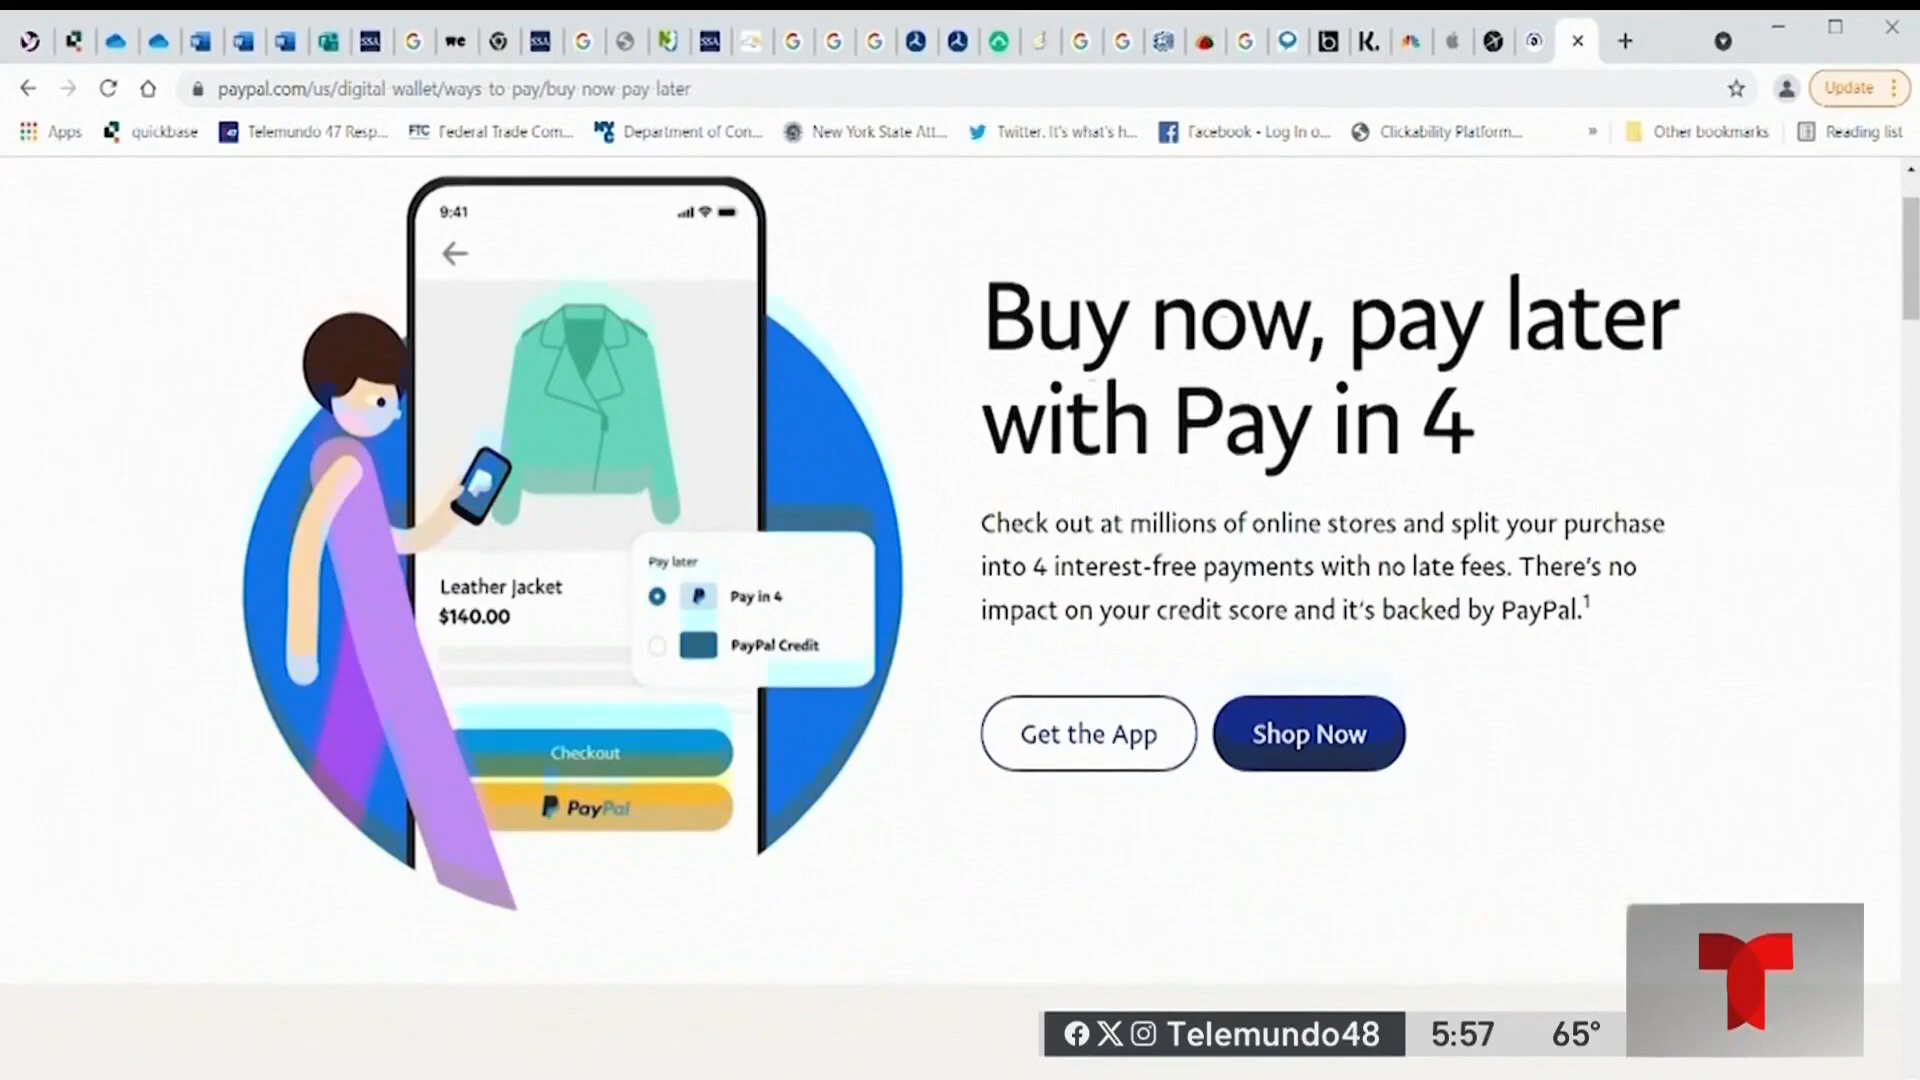 paypal.com/us/digital-wallet/ways-to-pay/buy-now-pay-later
Update
Apps
quickbase
Telemundo 47 Resp...
FTC Federal Trade Com...
Department of Con...
New York State Att...
Twitter. It's what's h...
Facebook - Log In o...
Clickability Platform...
»
Other bookmarks
Reading list
9:41
Leather Jacket
$140.00
Pay later
Pay in 4
PayPal Credit
Checkout
PayPal
Buy now, pay later
with Pay in 4
Check out at millions of online stores and split your purchase
into 4 interest-free payments with no late fees. There's no
impact on your credit score and it's backed by PayPal.¹
Get the App
Shop Now
Telemundo48
5:57
65°